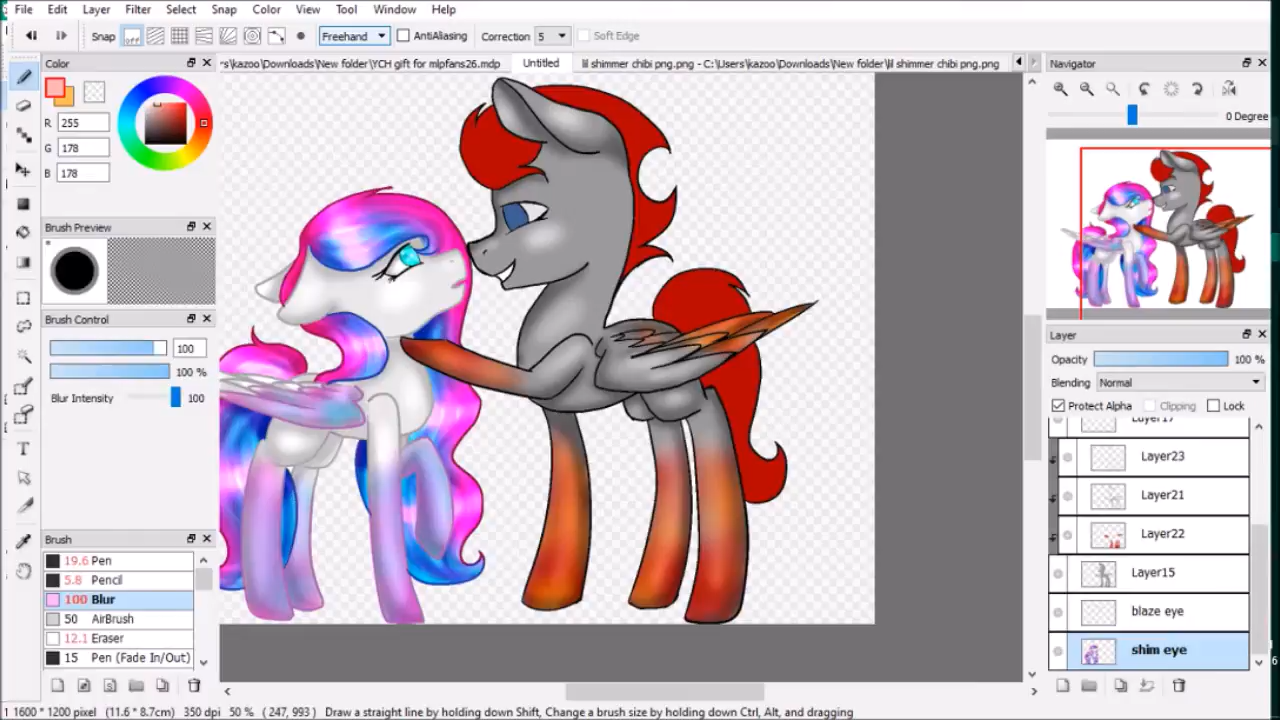 File Edit Layer Filter Select Snap Color View Tool Window Help
Snap off Freehand AntiAliasing Correction 5 Soft Edge
Color
rs\kazoo\Downloads\New folder\YCH gift for mlpfans26.mdp
Untitled
lil shimmer chibi png.png - C:\Users\kazoo\Downloads\New folder\lil shimmer chibi png.png
Navigator
0 Degree
R 255
G 178
B 178
Brush Preview
Brush Control
100
100 %
Blur Intensity 100
Brush
19.6 Pen
5.8 Pencil
100 Blur
50 AirBrush
12.1 Eraser
15 Pen (Fade In/Out)
Layer
Opacity 100 %
Blending Normal
Protect Alpha Clipping Lock
Layer17
Layer23
Layer21
Layer22
Layer15
blaze eye
shim eye
1 1600 * 1200 pixel (11.6 * 8.7cm) 350 dpi 50 % ( 247, 993 ) Draw a straight line by holding down Shift, Change a brush size by holding down Ctrl, Alt, and dragging